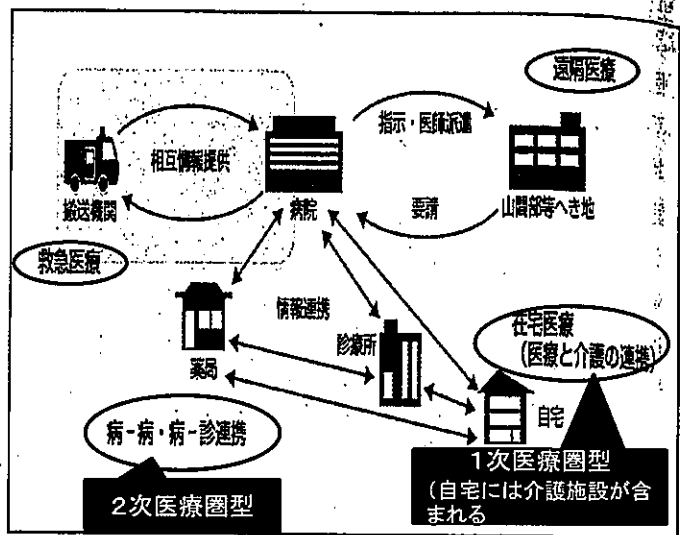 遠隔医療
指示・医師派遣
相互情報提供
搬送機関
病院
要請
山間部等へき地
救急医療
情報連携
診療所
在宅医療
(医療と介護の連携)
薬局
自宅
病-病・病-診連携
1次医療圏型
(自宅には介護施設が含
まれる
2次医療圏型